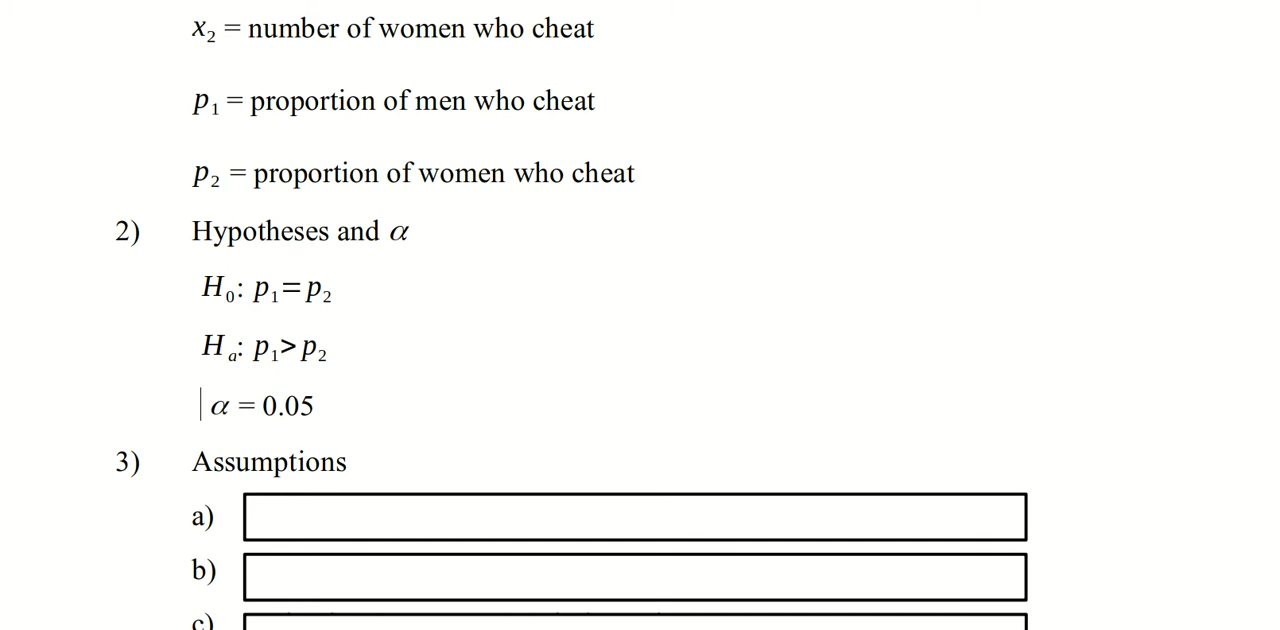 x₂ = number of women who cheat
p₁ = proportion of men who cheat
p₂ = proportion of women who cheat
2) Hypotheses and α
H₀: p₁=p₂
Hₐ: p₁>p₂
α = 0.05
3) Assumptions
a)
b)
c)